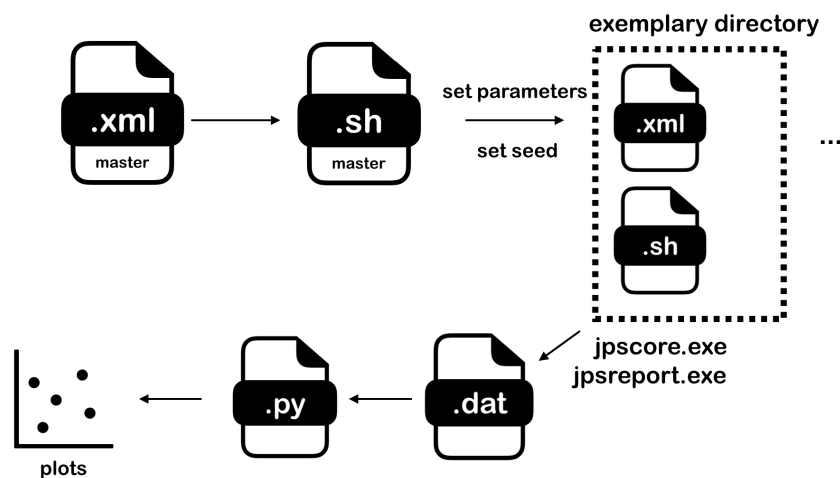 exemplary directory
.xml
master
.sh
master
set parameters
set seed
.xml
...
.sh
jpscore.exe
jpsreport.exe
.dat
.py
plots